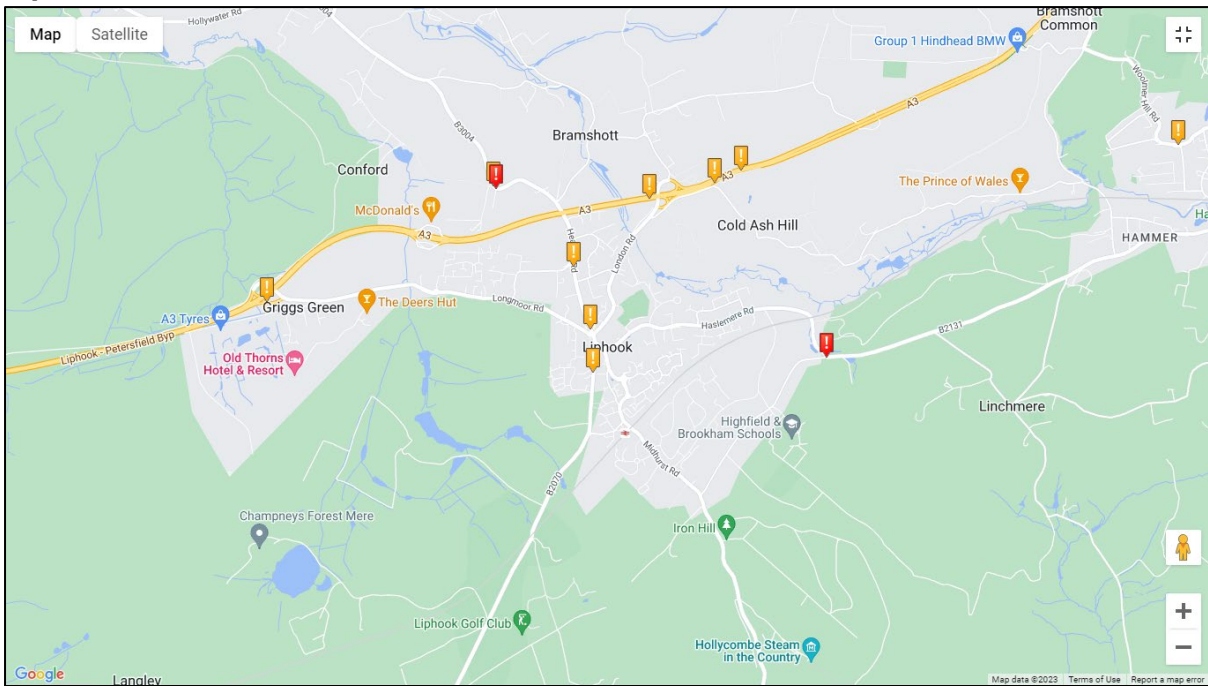 Map Satellite
Hollywater Rd
Bramshott
Common
Group 1 Hindhead BMW
Woolmer Hill Rd
A3
B3004
Bramshott
Conford
The Prince of Wales
McDonald's
A3
A3
A3
Cold Ash Hill
HAMMER
London Rd
Griggs Green
The Deers Hut
Longmoor Rd
Haslemere Rd
A3 Tyres
B2131
Liphook - Petersfield Byp
Liphook
Old Thorns
Hotel & Resort
Linchmere
Highfield &
Brookham Schools
Midhurst Rd
B2070
Champneys Forest Mere
Iron Hill
Liphook Golf Club
Hollycombe Steam
in the Country
Google
Langley
Map data ©2023 Terms of Use Report a map error